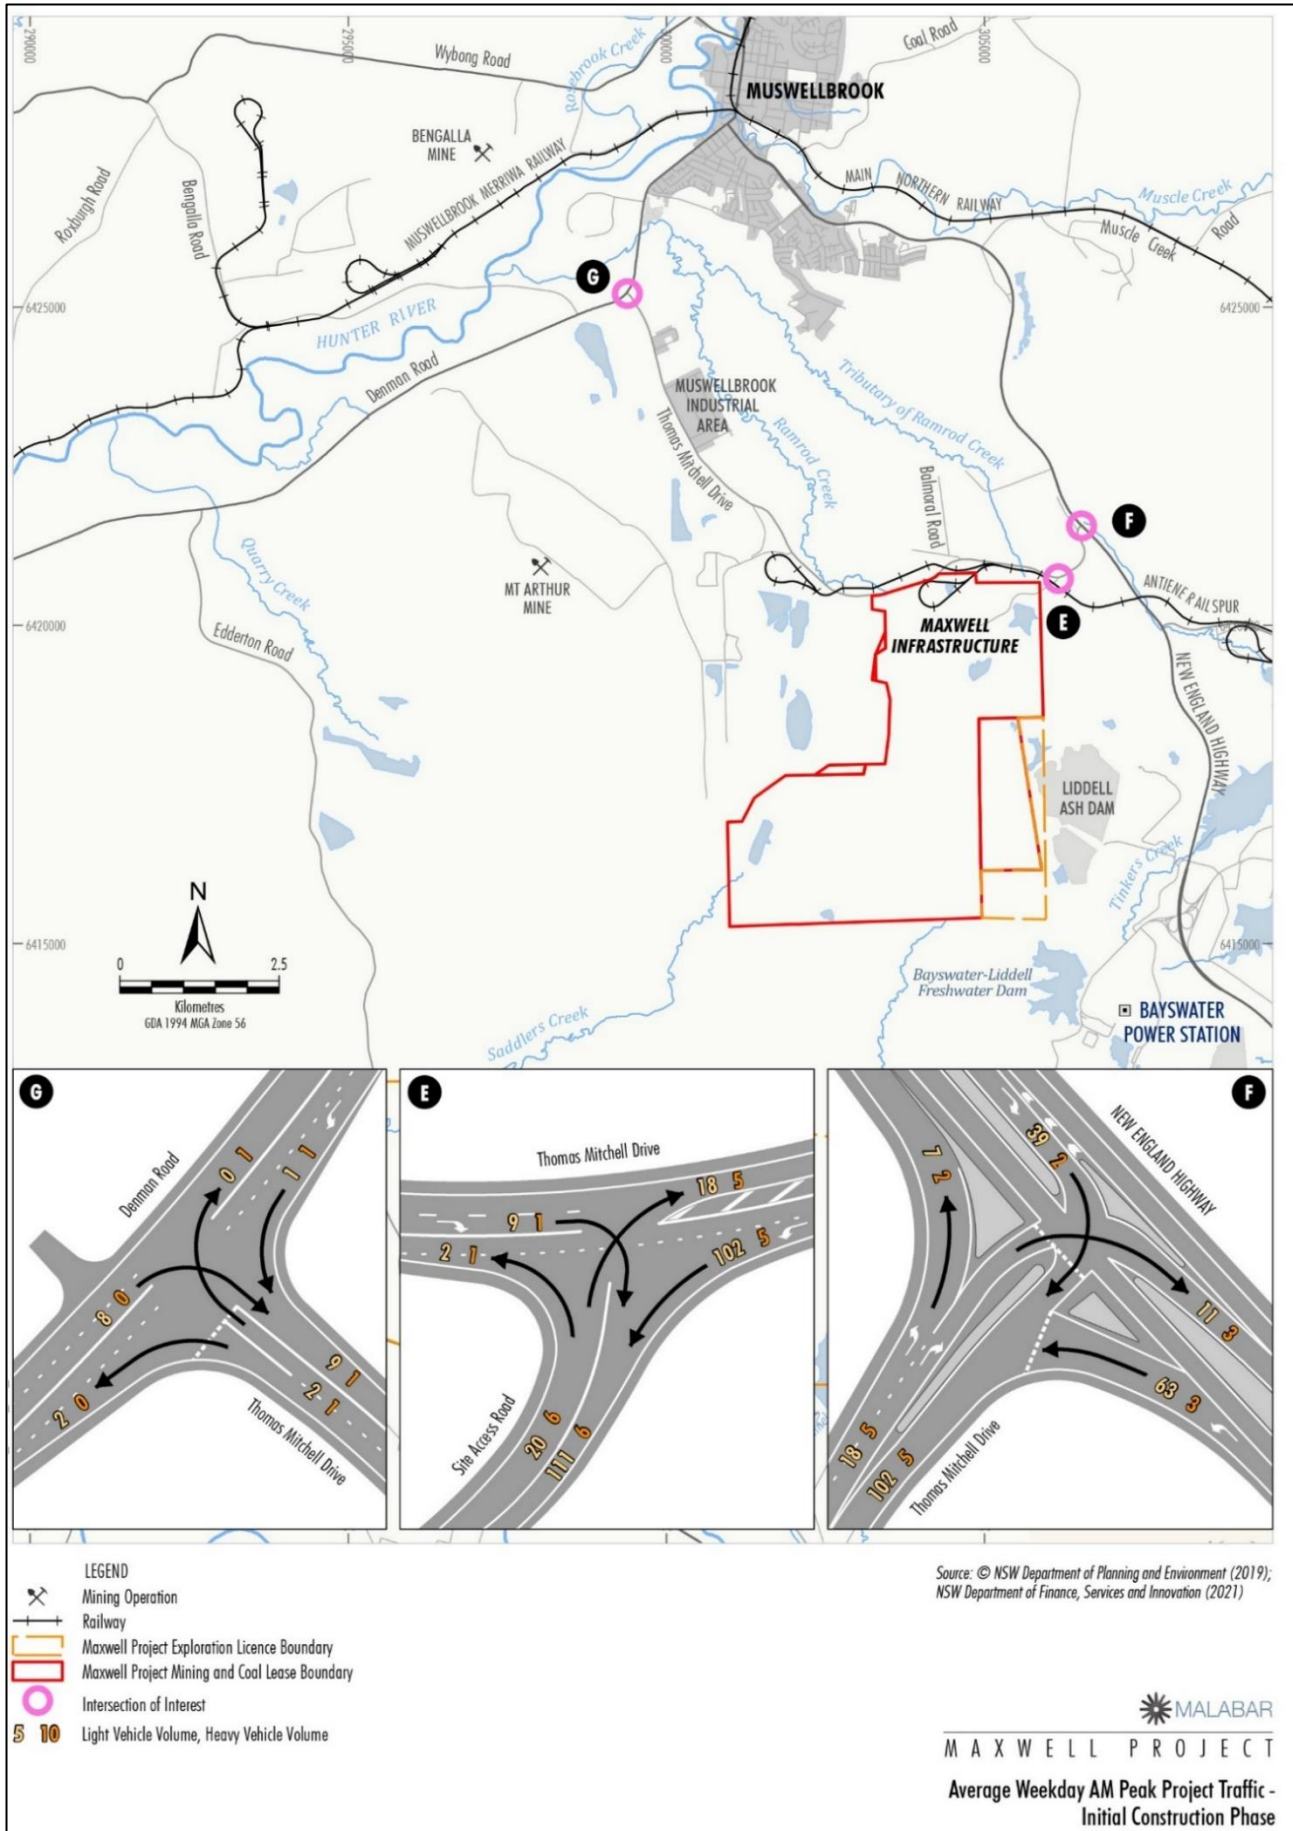 290000
295000
305000
Wybong Road
Rosebrook Creek
Coal Road
MUSWELLBROOK
BENGALLA
MINE
MUSWELLBROOK MERRIWA RAILWAY
Roxburgh Road
Bengalla Road
MAIN NORTHERN RAILWAY
Muscle Creek
Muscle Creek Road
G
6425000
6425000
HUNTER RIVER
Denman Road
MUSWELLBROOK
INDUSTRIAL
AREA
Thomas Mitchell Drive
Ramrod Creek
Tributary of Ramrod Creek
Balmoral Road
F
Quarry Creek
MT ARTHUR
MINE
ANTIENE RAIL SPUR
E
6420000
Edderton Road
MAXWELL
INFRASTRUCTURE
NEW ENGLAND HIGHWAY
LIDDELL
ASH DAM
Tinkers Creek
N
0 2.5
Kilometres
GDA 1994 MGA Zone 56
6415000
6415000
Bayswater-Liddell
Freshwater Dam
Saddlers Creek
BAYSWATER
POWER STATION
G
Denman Road
0 1
1 1
8 0
2 0
9 1
2 1
Thomas Mitchell Drive
E
Thomas Mitchell Drive
18 5
9 1
2 1
102 5
20 6
111 6
Site Access Road
F
NEW ENGLAND HIGHWAY
39 2
7 2
11 3
63 3
18 5
102 5
Thomas Mitchell Drive
LEGEND
Mining Operation
Railway
Maxwell Project Exploration Licence Boundary
Maxwell Project Mining and Coal Lease Boundary
Intersection of Interest
5 10 Light Vehicle Volume, Heavy Vehicle Volume
Source: © NSW Department of Planning and Environment (2019);
NSW Department of Finance, Services and Innovation (2021)
MALABAR
MAXWELL PROJECT
Average Weekday AM Peak Project Traffic -
Initial Construction Phase